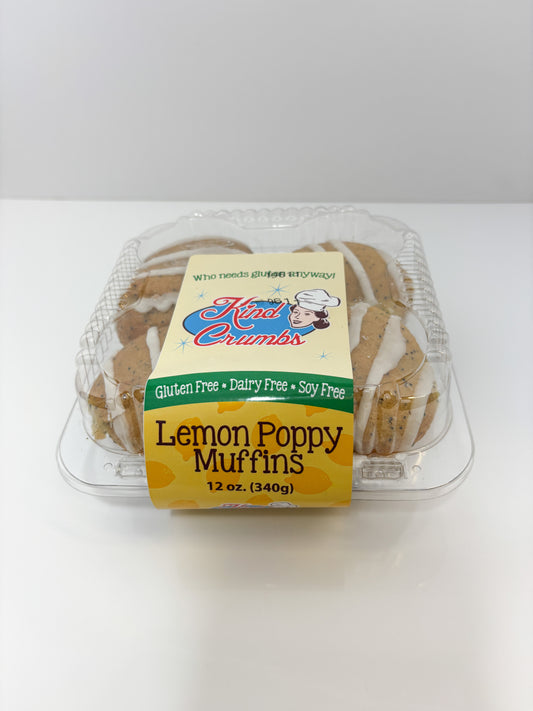 Who needs gluten anyway!
Kind
Crumbs
Gluten Free * Dairy Free * Soy Free
Lemon Poppy
Muffins
12 oz. (340g)